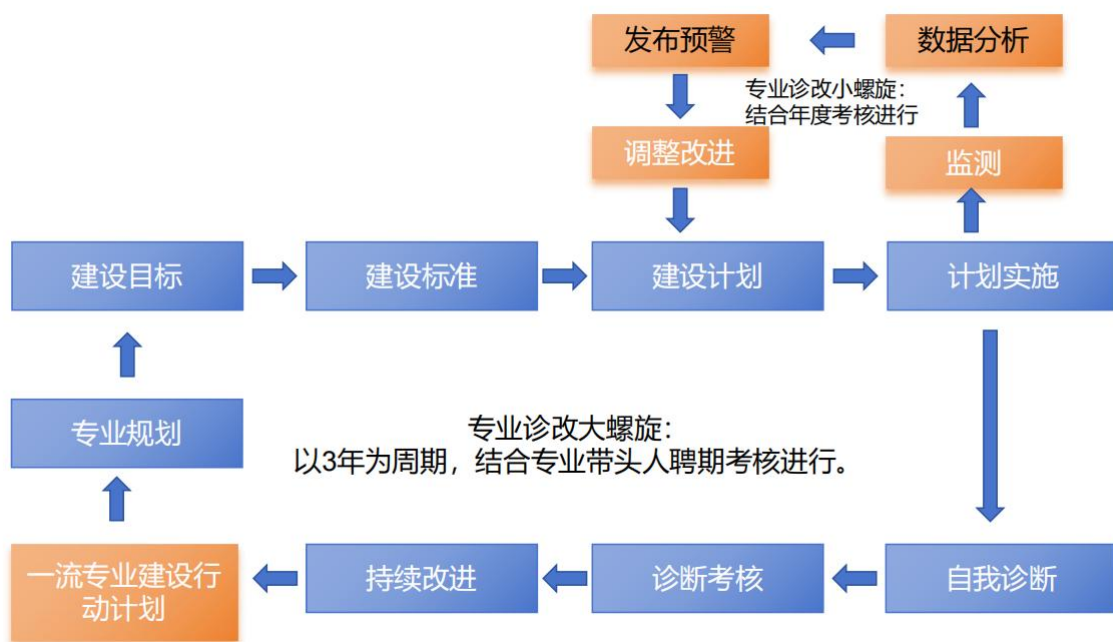 发布预警
数据分析
专业诊改小螺旋：
结合年度考核进行
调整改进
监测
建设目标
建设标准
建设计划
计划实施
专业规划
专业诊改大螺旋：
以3年为周期，结合专业带头人聘期考核进行。
一流专业建设行
动计划
持续改进
诊断考核
自我诊断